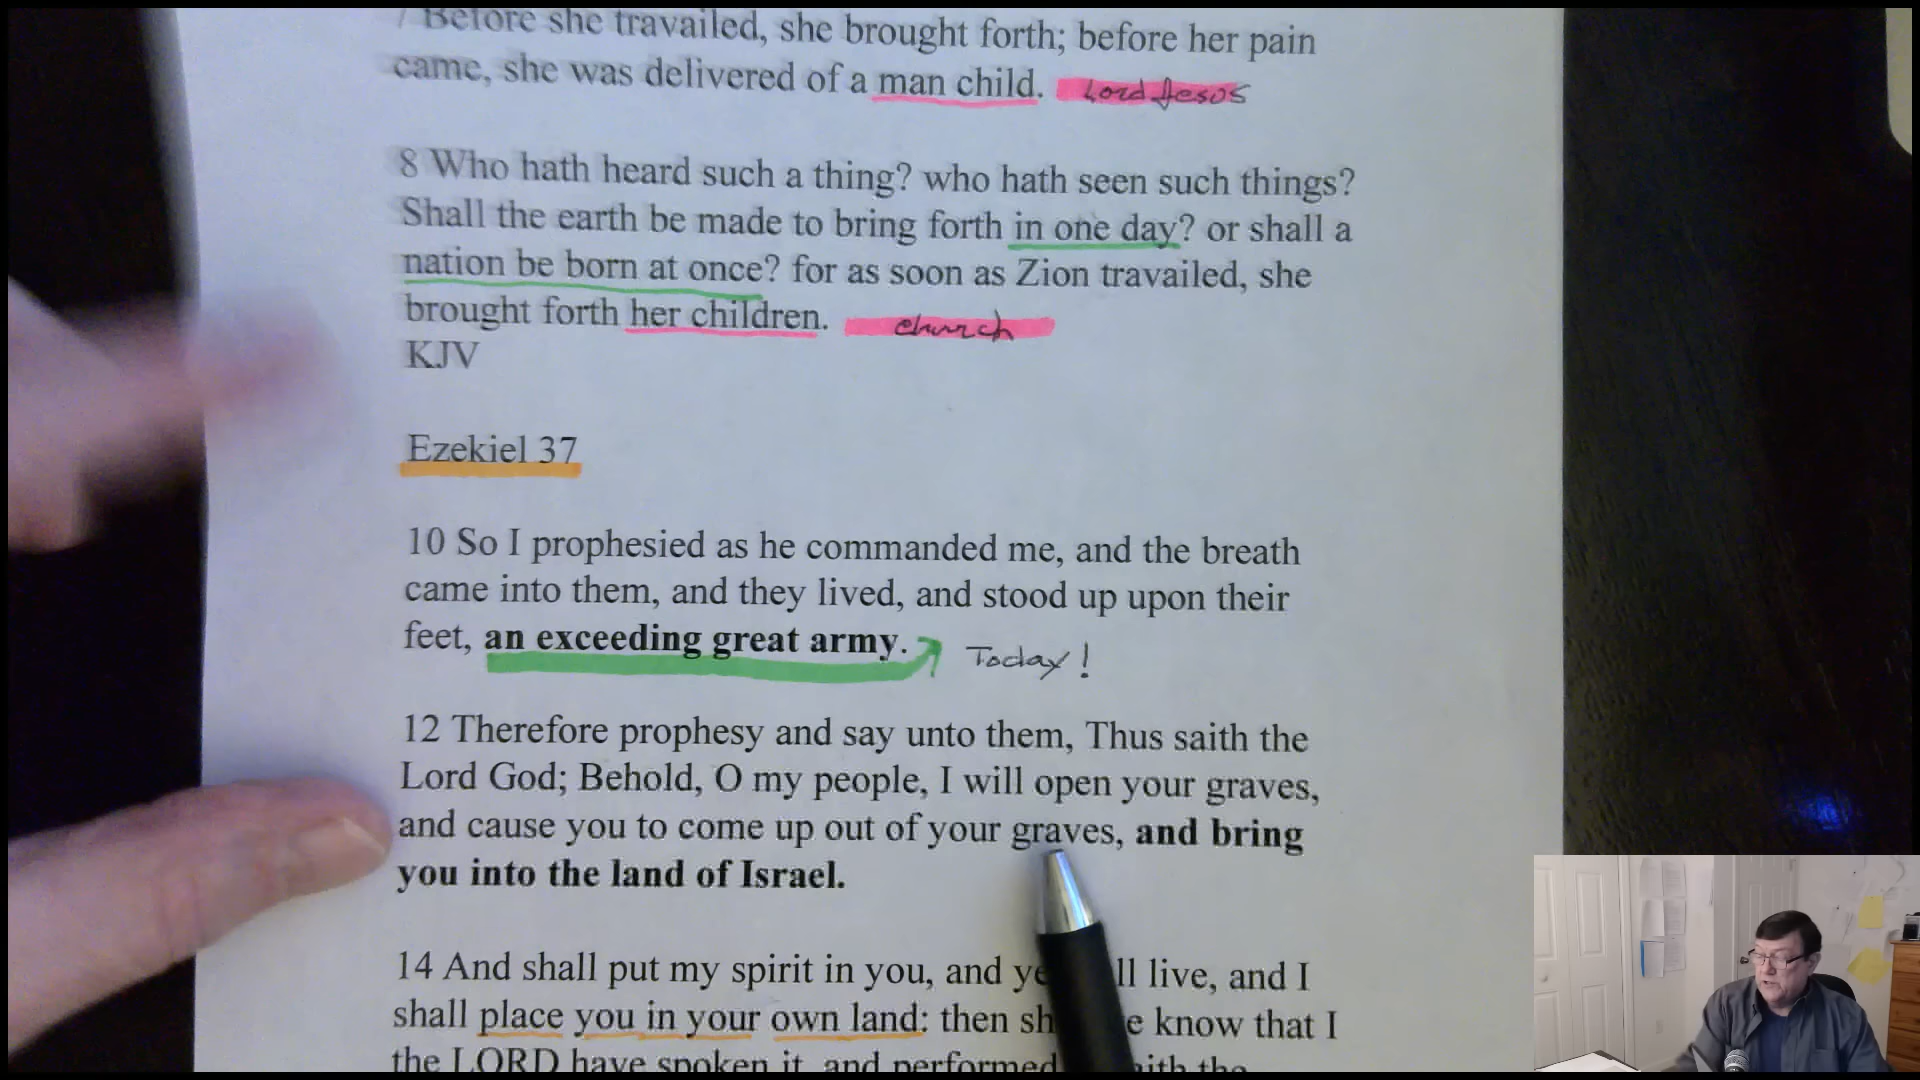 7 Before she travailed, she brought forth; before her pain
came, she was delivered of a man child. Lord Jesus
8 Who hath heard such a thing? who hath seen such things?
Shall the earth be made to bring forth in one day? or shall a
nation be born at once? for as soon as Zion travailed, she
brought forth her children. church
KJV
Ezekiel 37
10 So I prophesied as he commanded me, and the breath
came into them, and they lived, and stood up upon their
feet, an exceeding great army. Today!
12 Therefore prophesy and say unto them, Thus saith the
Lord God; Behold, O my people, I will open your graves,
and cause you to come up out of your graves, and bring
you into the land of Israel.
14 And shall put my spirit in you, and ye ll live, and I
shall place you in your own land: then sh e know that I
the LORD have spoken it, and performed the